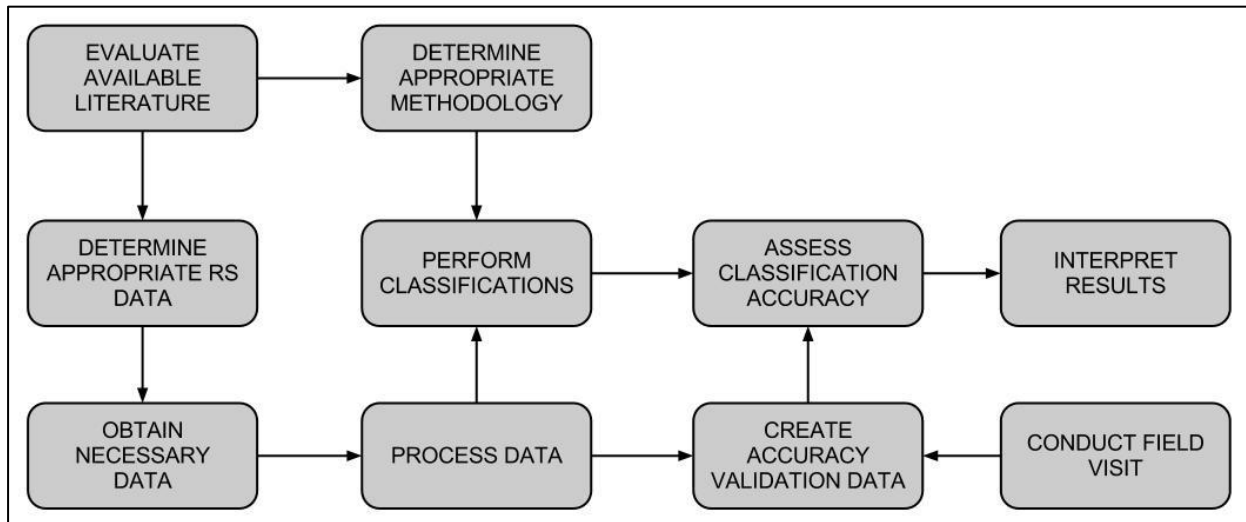 EVALUATE
AVAILABLE
LITERATURE
DETERMINE
APPROPRIATE
METHODOLOGY
DETERMINE
APPROPRIATE RS
DATA
PERFORM
CLASSIFICATIONS
ASSESS
CLASSIFICATION
ACCURACY
INTERPRET
RESULTS
OBTAIN
NECESSARY
DATA
PROCESS DATA
CREATE
ACCURACY
VALIDATION DATA
CONDUCT FIELD
VISIT